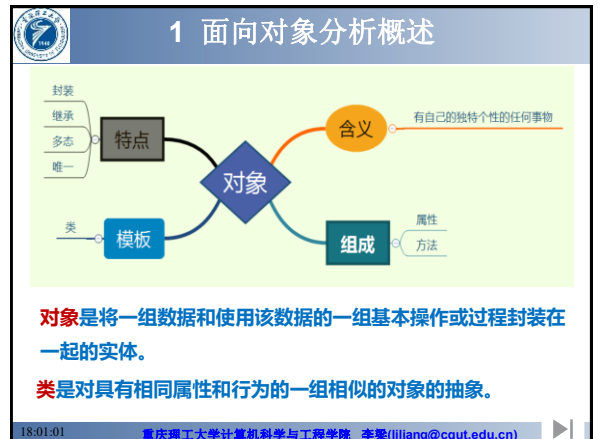 1 面向对象分析概述
封装
继承
多态
唯一
特点
类
模板
对象
含义
有自己的独特个性的任何事物
组成
属性
方法
对象是将一组数据和使用该数据的一组基本操作或过程封装在
一起的实体。
类是对具有相同属性和行为的一组相似的对象的抽象。
18:01:01
重庆理工大学计算机科学与工程学院 李梁(liliang@cqut.edu.cn)